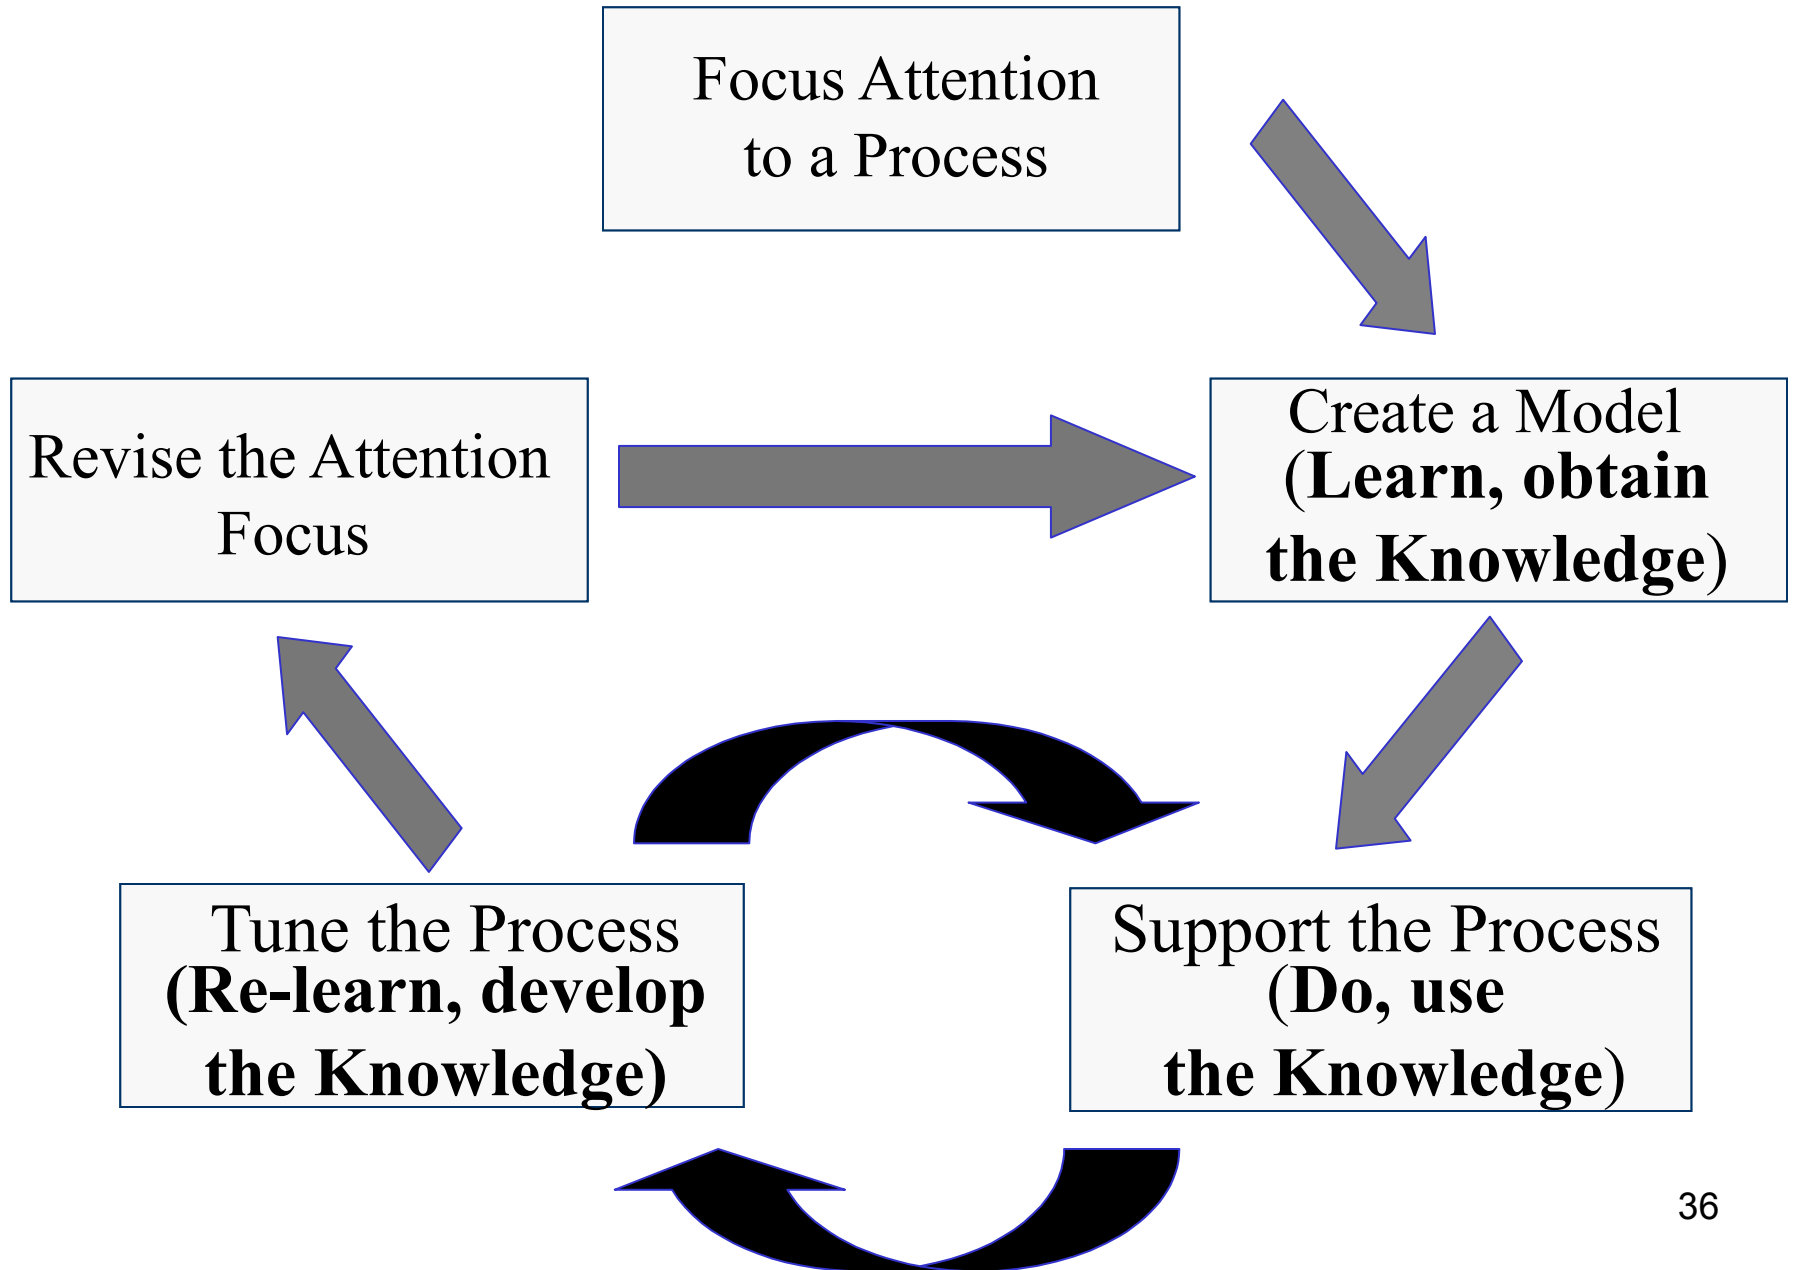 Focus Attention
to a Process
Revise the Attention
Focus
Create a Model
(Learn, obtain
the Knowledge)
Tune the Process
(Re-learn, develop
the Knowledge)
Support the Process
(Do, use
the Knowledge)
36